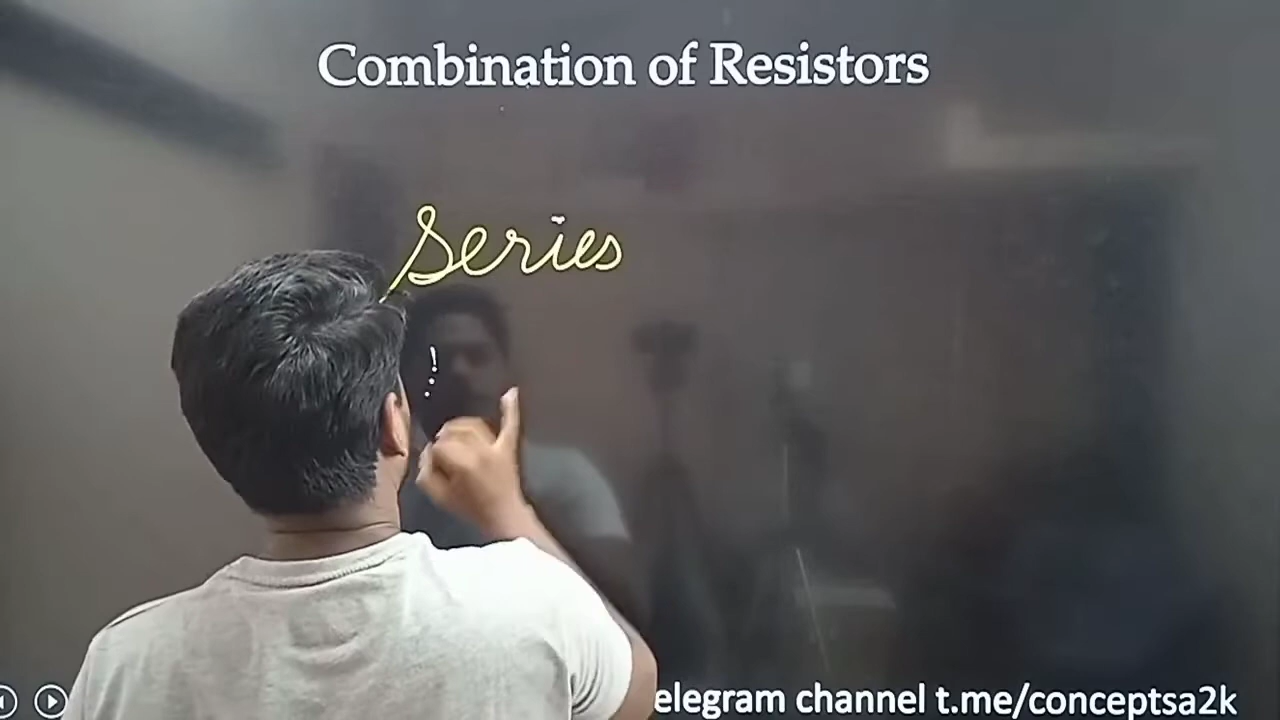 Combination of Resistors
Series
elegram channel t.me/conceptsa2k